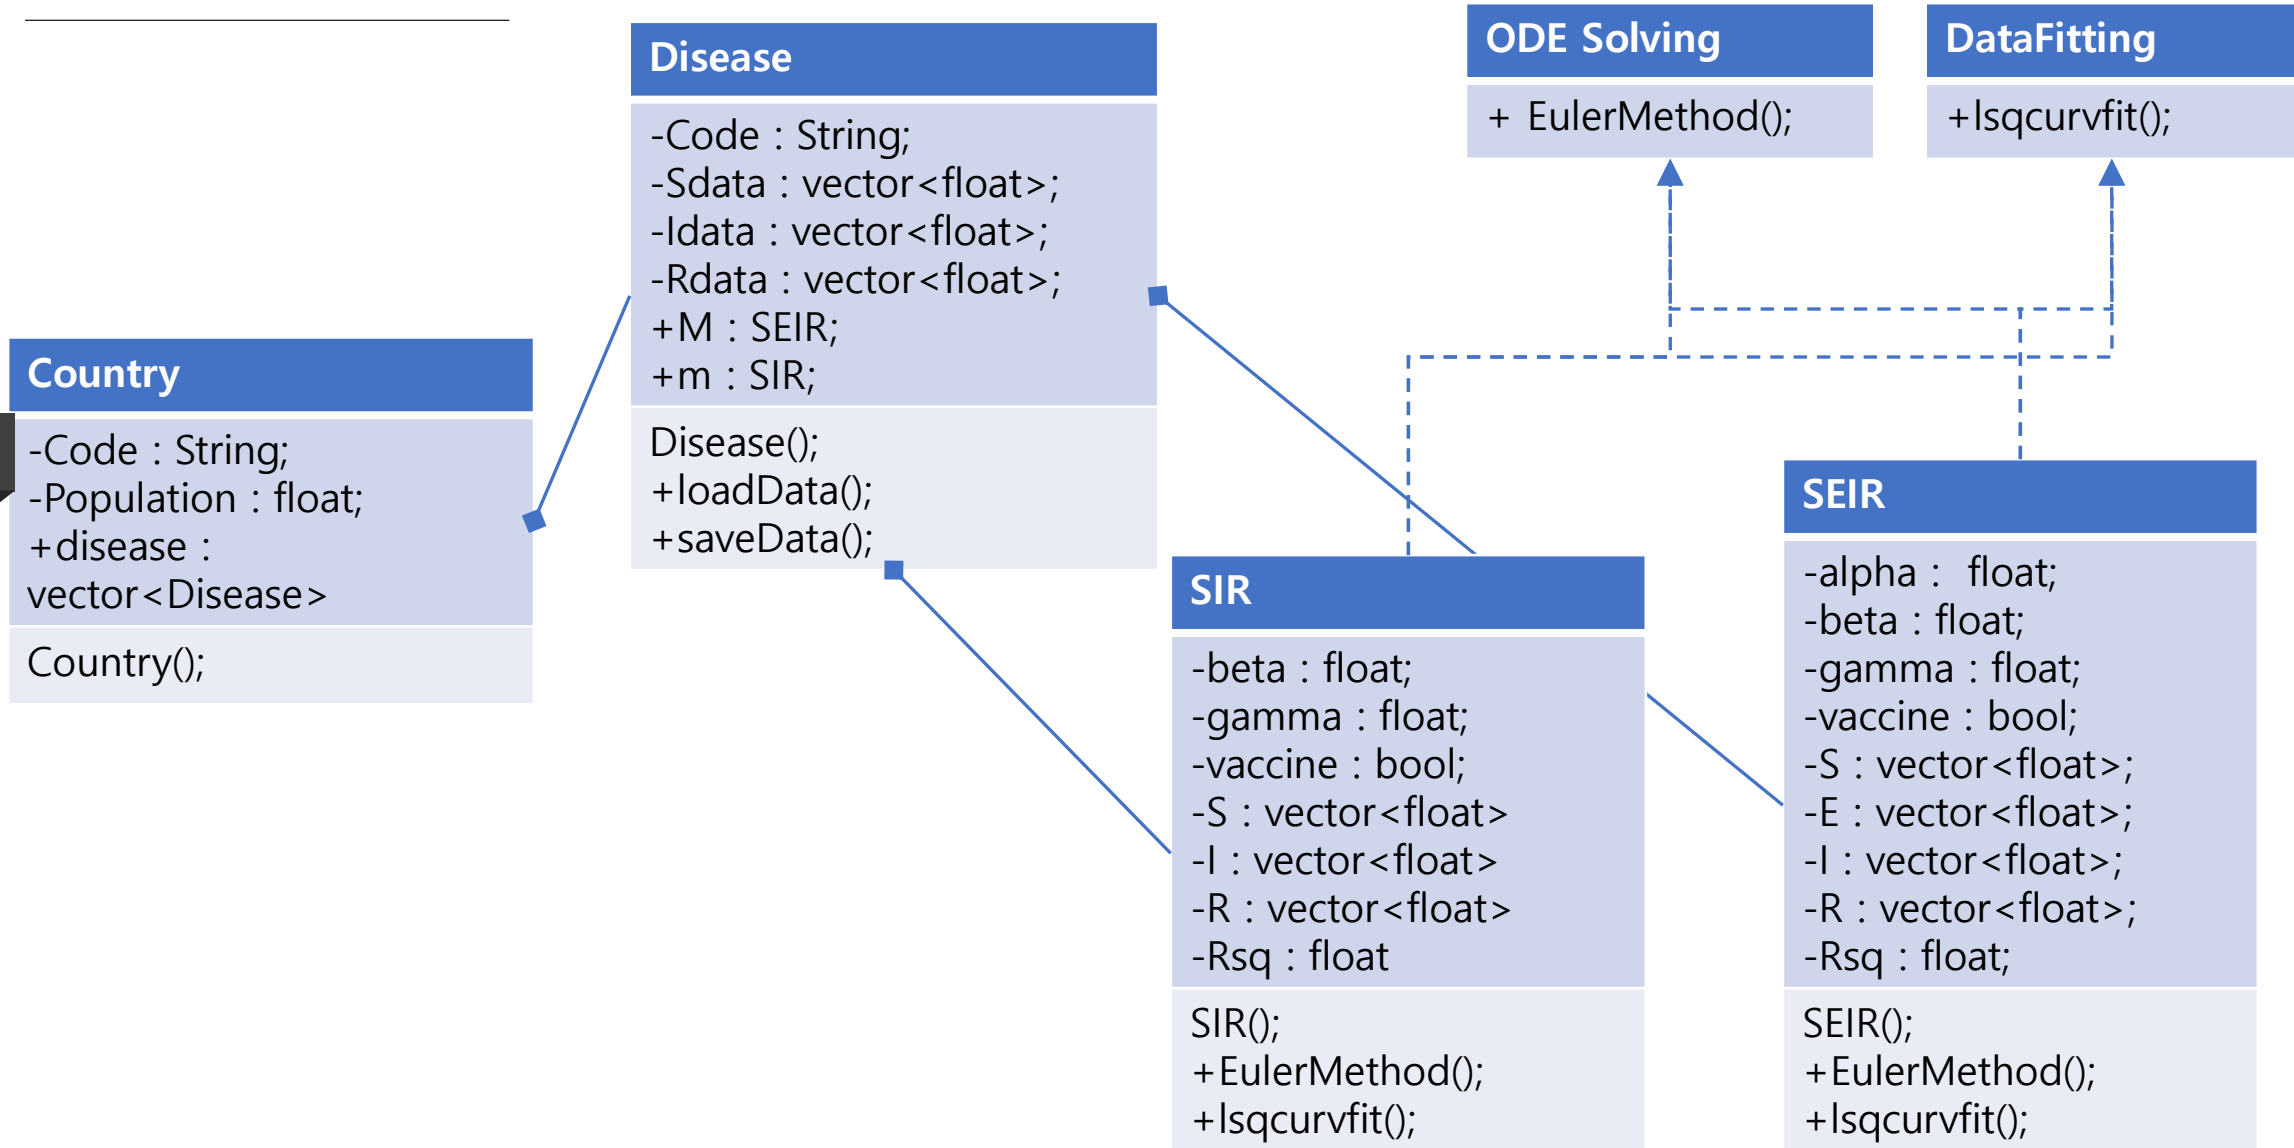 Country
-Code : String;
-Population : float;
+disease :
vector<Disease>
Country();
Disease
-Code : String;
-Sdata : vector<float>;
-Idata : vector<float>;
-Rdata : vector<float>;
+M : SEIR;
+m : SIR;
Disease();
+loadData();
+saveData();
ODE Solving
+ EulerMethod();
DataFitting
+lsqcurvfit();
SIR
-beta : float;
-gamma : float;
-vaccine : bool;
-S : vector<float>
-I : vector<float>
-R : vector<float>
-Rsq : float
SIR();
+EulerMethod();
+lsqcurvfit();
SEIR
-alpha :  float;
-beta : float;
-gamma : float;
-vaccine : bool;
-S : vector<float>;
-E : vector<float>;
-I : vector<float>;
-R : vector<float>;
-Rsq : float;
SEIR();
+EulerMethod();
+lsqcurvfit();